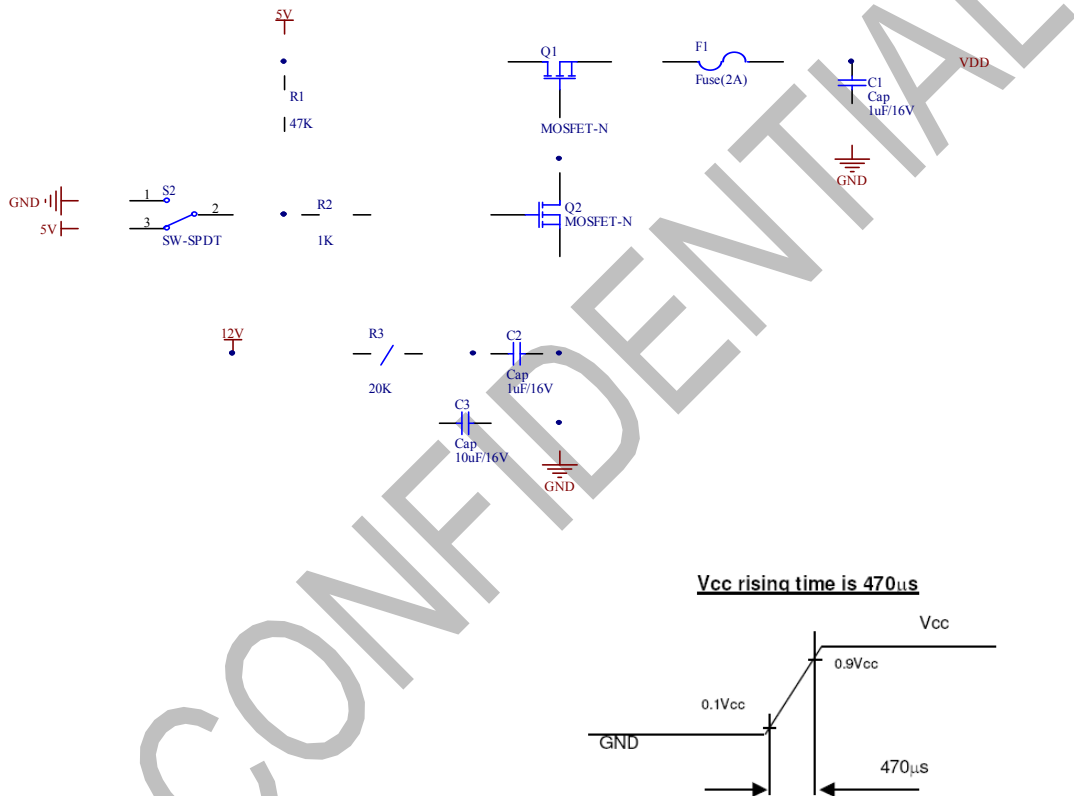 5V
R1
47K
Q1
MOSFET-N
F1
Fuse(2A)
C1
Cap
1uF/16V
VDD
GND
GND
5V
1
S2
3
2
SW-SPDT
R2
1K
Q2
MOSFET-N
12V
R3
20K
C2
Cap
1uF/16V
C3
Cap
10uF/16V
GND
CONFIDENTIAL
Vcc rising time is 470μs
Vcc
0.9Vcc
0.1Vcc
GND
470μs